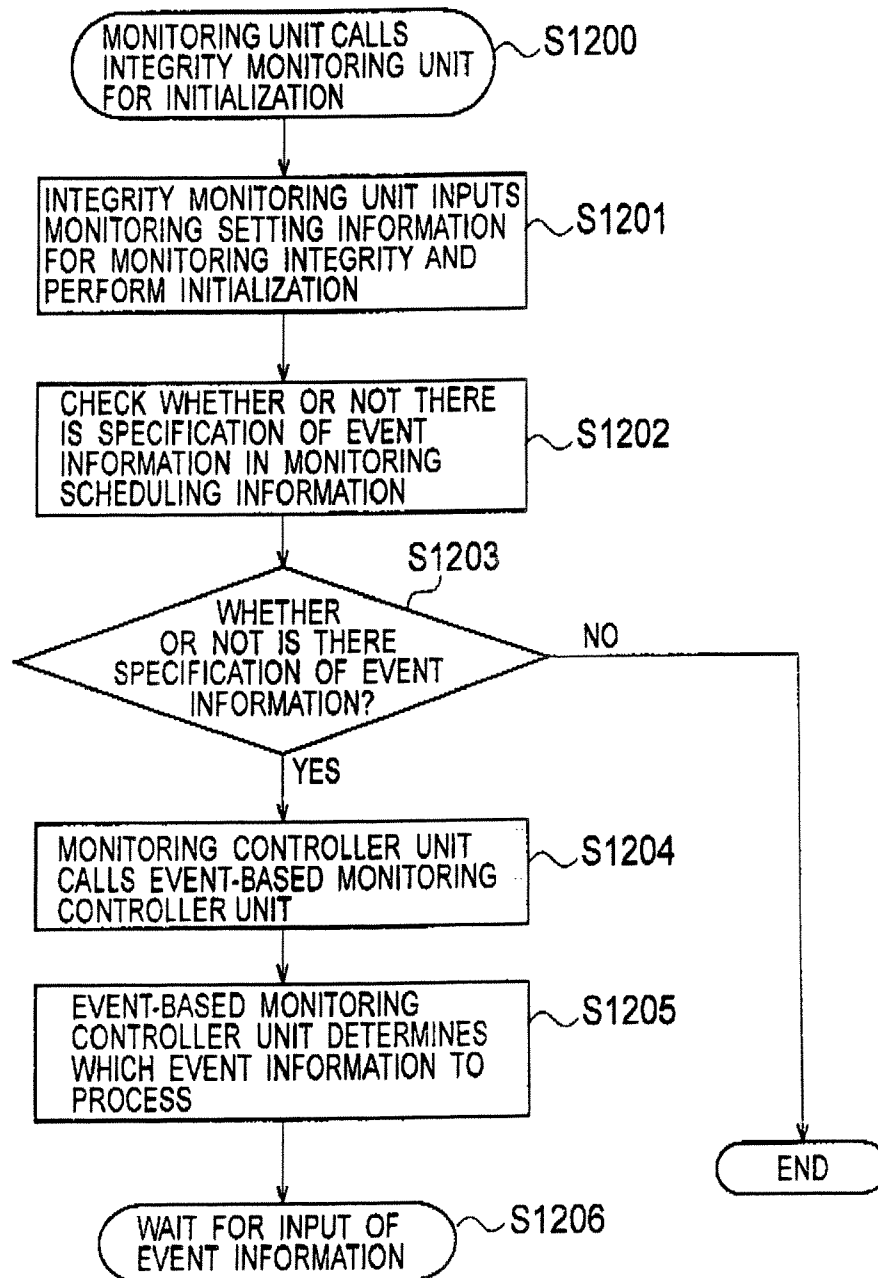 MONITORING UNIT CALLS
INTEGRITY MONITORING UNIT
FOR INITIALIZATION
S1200
INTEGRITY MONITORING UNIT INPUTS
MONITORING SETTING INFORMATION
FOR MONITORING INTEGRITY AND
PERFORM INITIALIZATION
S1201
CHECK WHETHER OR NOT THERE
IS SPECIFICATION OF EVENT
INFORMATION IN MONITORING
SCHEDULING INFORMATION
S1202
S1203
WHETHER
OR NOT IS THERE
SPECIFICATION OF EVENT
INFORMATION?
NO
YES
MONITORING CONTROLLER UNIT
CALLS EVENT-BASED MONITORING
CONTROLLER UNIT
S1204
EVENT-BASED MONITORING
CONTROLLER UNIT DETERMINES
WHICH EVENT INFORMATION TO
PROCESS
S1205
END
WAIT FOR INPUT OF
EVENT INFORMATION
S1206